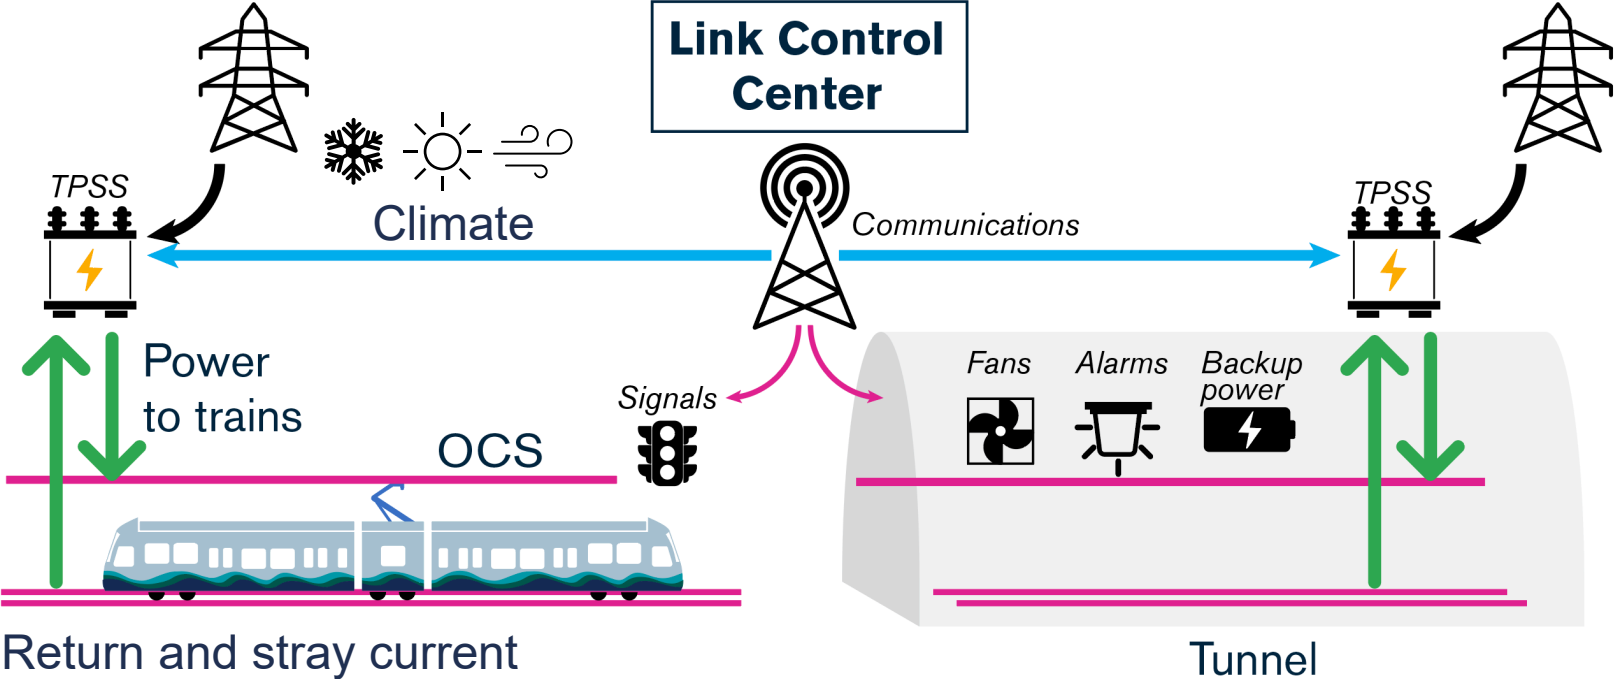 Link Control
Center
TPSS
Climate
Communications
TPSS
Power
to trains
Signals
OCS
Fans
Alarms
Backup
power
Return and stray current
Tunnel